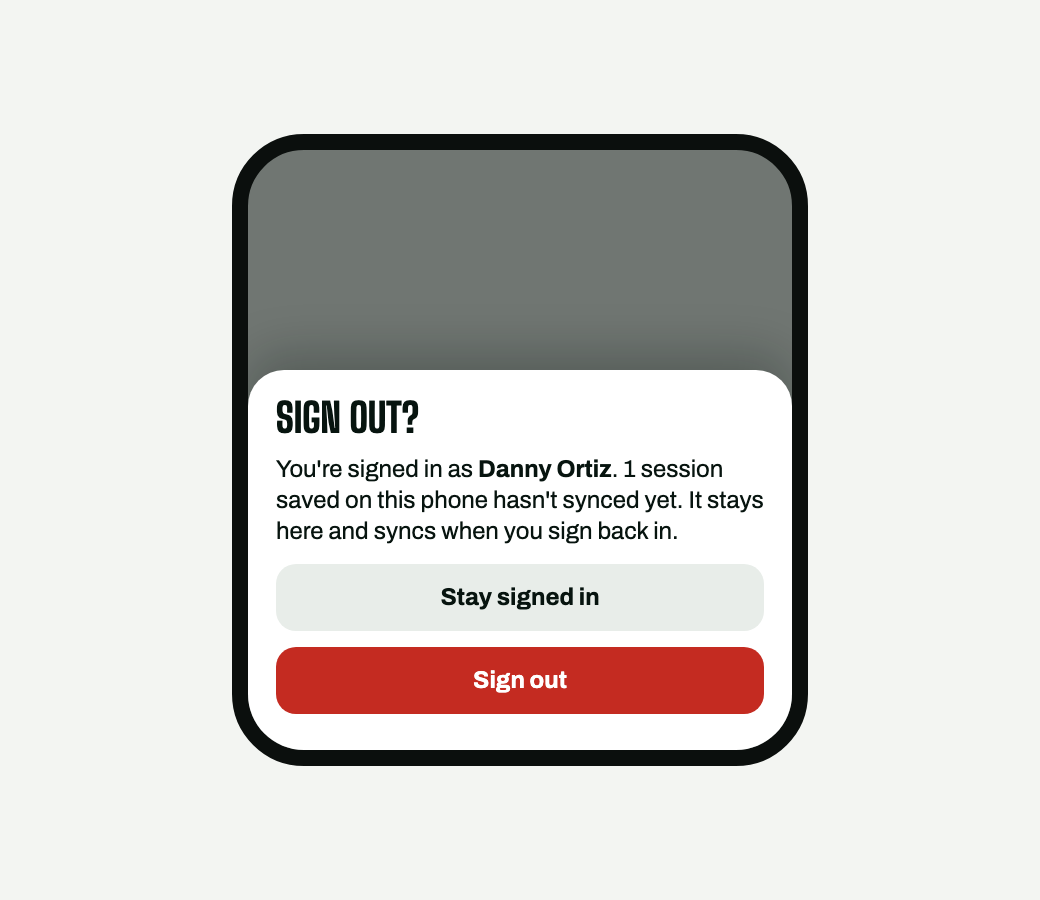 SIGN OUT?
You're signed in as Danny Ortiz. 1 session
saved on this phone hasn't synced yet. It stays
here and syncs when you sign back in.
Stay signed in
Sign out